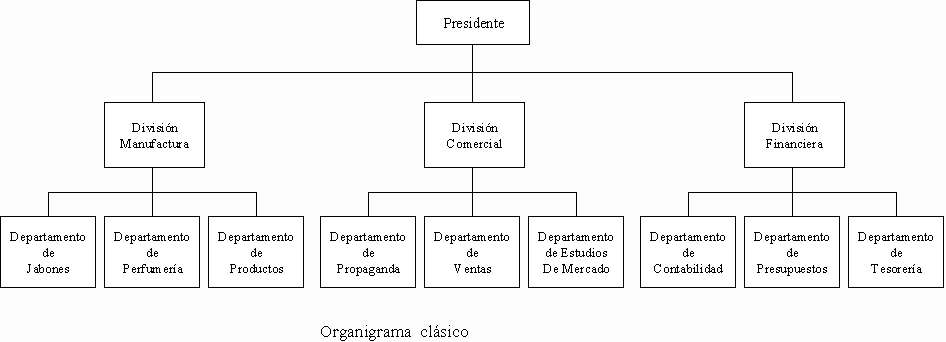 Presidente
División
Manufactura
División
Comercial
División
Financiera
Departamento
de
Jabones
Departamento
de
Perfumería
Departamento
de
Productos
Departamento
de
Propaganda
Departamento
de
Ventas
Departamento
de Estudios
De Mercado
Departamento
de
Contabilidad
Departamento
de
Presupuestos
Departamento
de
Tesorería
Organigrama clásico